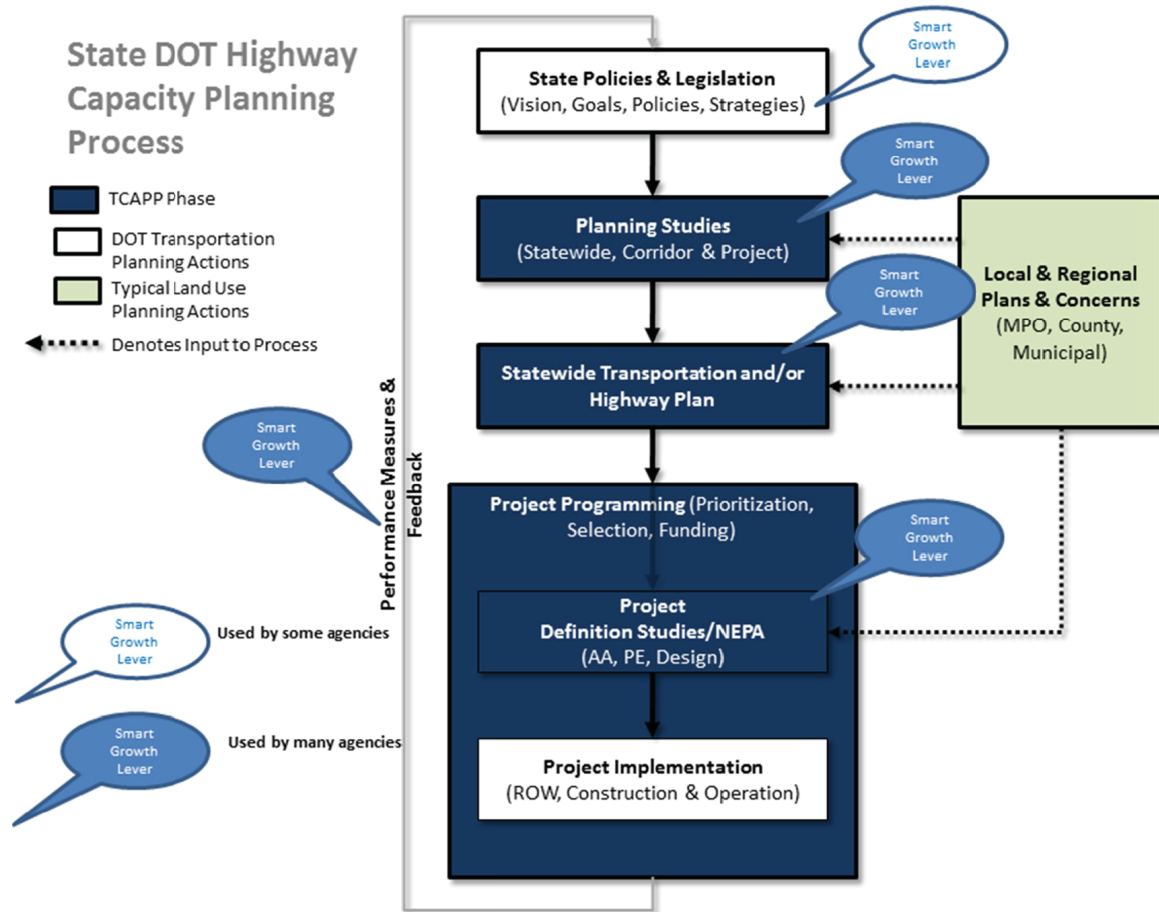 State DOT Highway
Capacity Planning
Process
TCAPP Phase
DOT Transportation
Planning Actions
Typical Land Use
Planning Actions
Denotes Input to Process
State Policies & Legislation
(Vision, Goals, Policies, Strategies)
Smart
Growth
Lever
Smart
Growth
Lever
Planning Studies
(Statewide, Corridor & Project)
Smart
Growth
Lever
Local & Regional
Plans & Concerns
(MPO, County,
Municipal)
Statewide Transportation and/or
Highway Plan
Smart
Growth
Lever
Performance Measures &
Feedback
Project Programming (Prioritization,
Selection, Funding)
Smart
Growth
Lever
Project
Definition Studies/NEPA
(AA, PE, Design)
Project Implementation
(ROW, Construction & Operation)
Smart
Growth
Lever
Used by some agencies
Smart
Growth
Lever
Used by many agencies